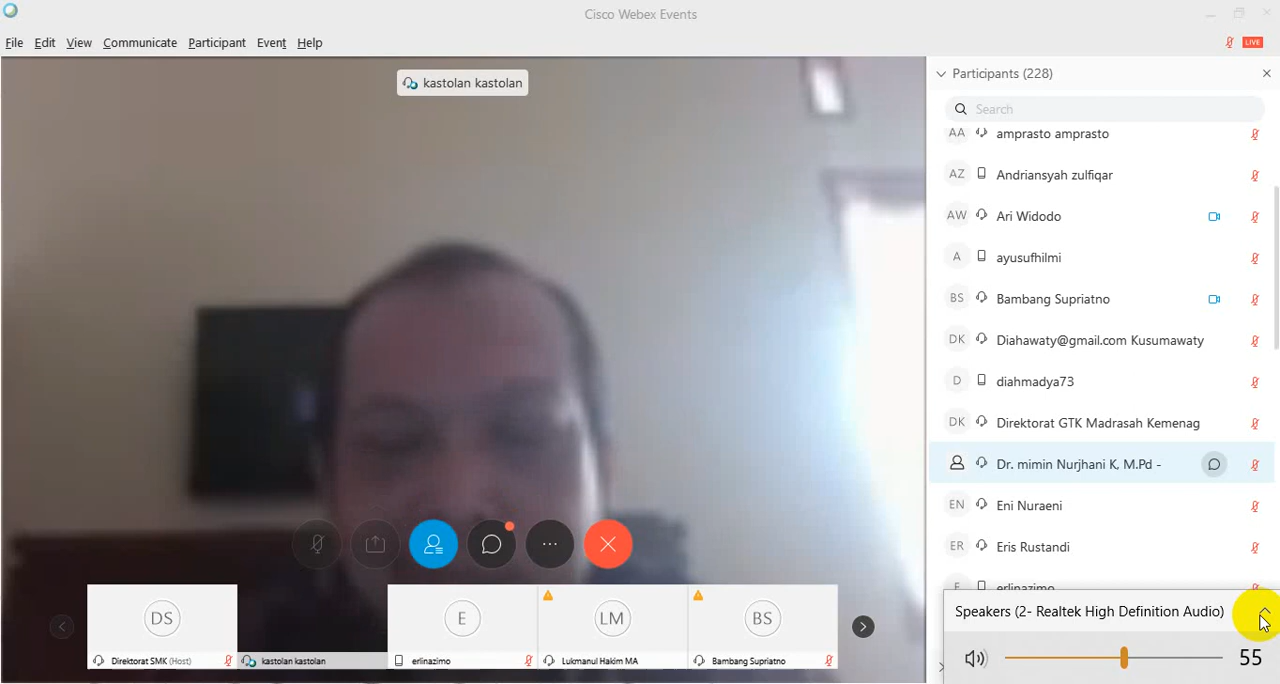 Cisco Webex Events
File Edit View Communicate Participant Event Help
LIVE
kastolan kastolan
Participants (228)
Search
AA amprasto amprasto
AZ Andriansyah zulfiqar
AW Ari Widodo
A ayusufhilmi
BS Bambang Supriatno
DK Diahawaty@gmail.com Kusumawaty
D diahmadya73
DK Direktorat GTK Madrasah Kemenag
Dr. mimin Nurjhani K, M.Pd -
EN Eni Nuraeni
ER Eris Rustandi
E erlinazimo
Speakers (2- Realtek High Definition Audio)
55
DS
Direktorat SMK (Host)
kastolan kastolan
E
erlinazimo
LM
Lukmanul Hakim MA
BS
Bambang Supriatno